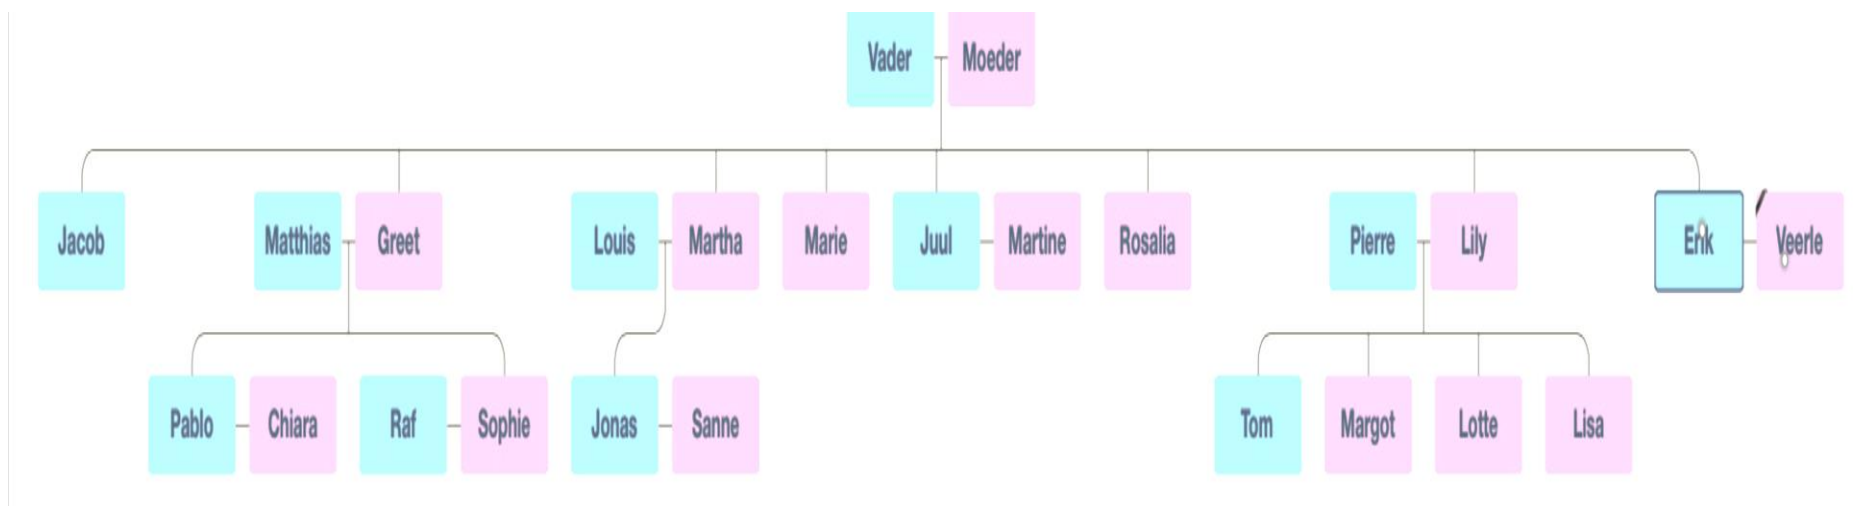 Vader Moeder
Jacob Matthias Greet Louis Martha Marie Juul Martine Rosalia Pierre Lily Erik Veerle
Pablo Chiara Raf Sophie Jonas Sanne Tom Margot Lotte Lisa